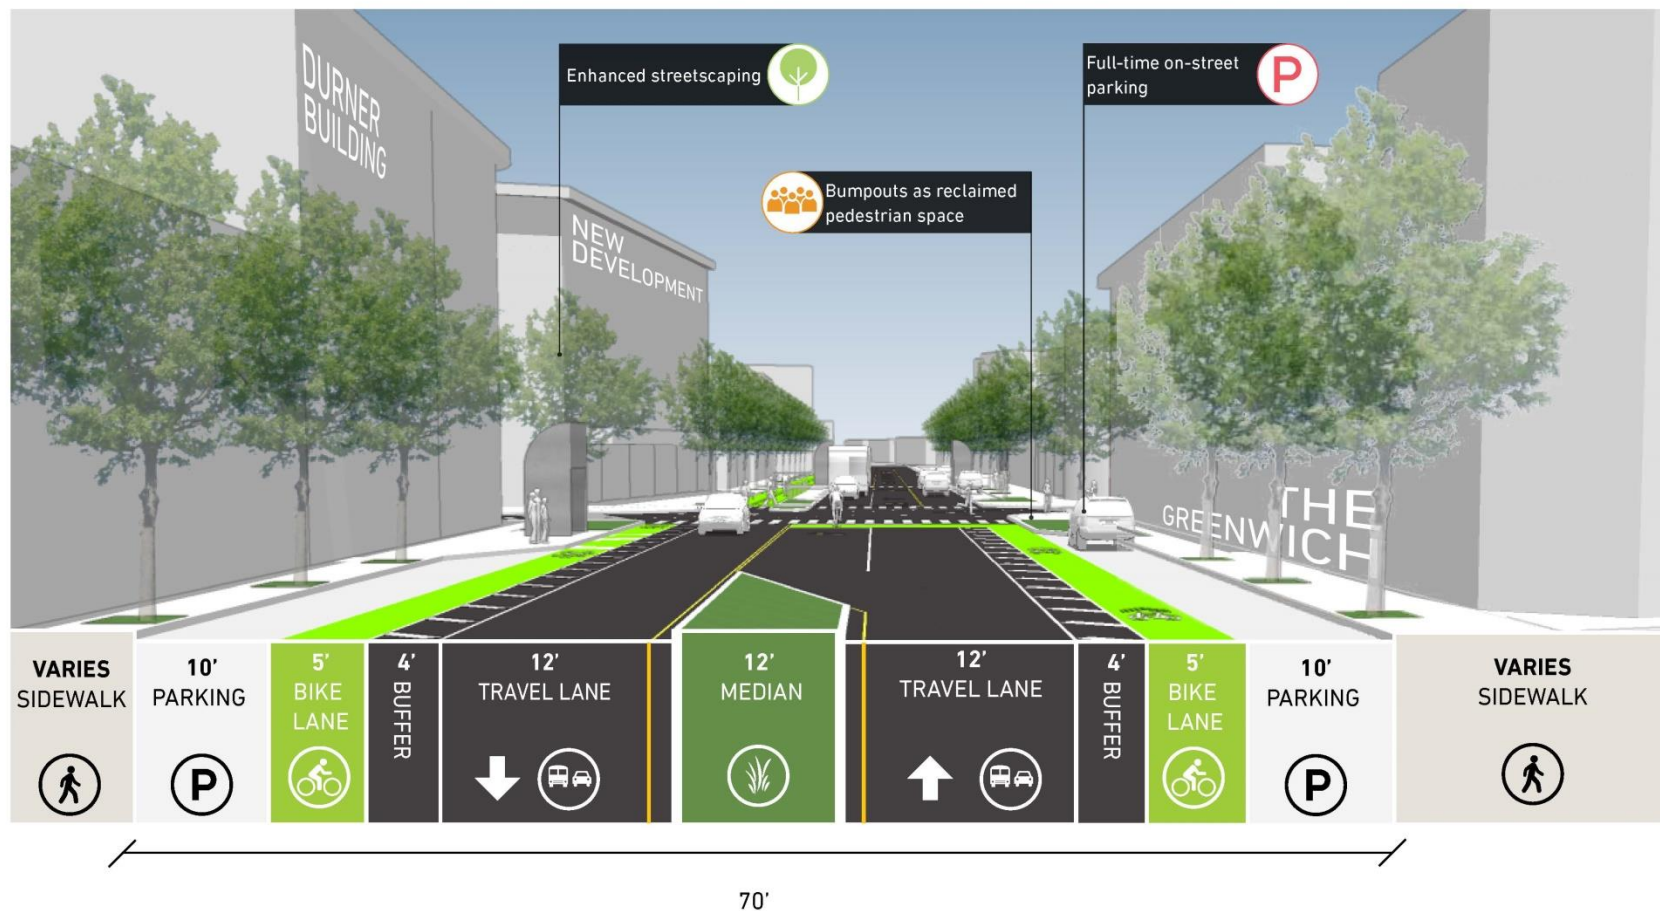 DURNER
BUILDING
Enhanced streetscaping
Full-time on-street
parking
P
Bumpouts as reclaimed
pedestrian space
NEW
DEVELOPMENT
THE
GREENWICH
VARIES
SIDEWALK
10'
PARKING
P
5'
BIKE
LANE
4'
BUFFER
12'
TRAVEL LANE
12'
MEDIAN
12'
TRAVEL LANE
4'
BUFFER
5'
BIKE
LANE
10'
PARKING
P
VARIES
SIDEWALK
70'